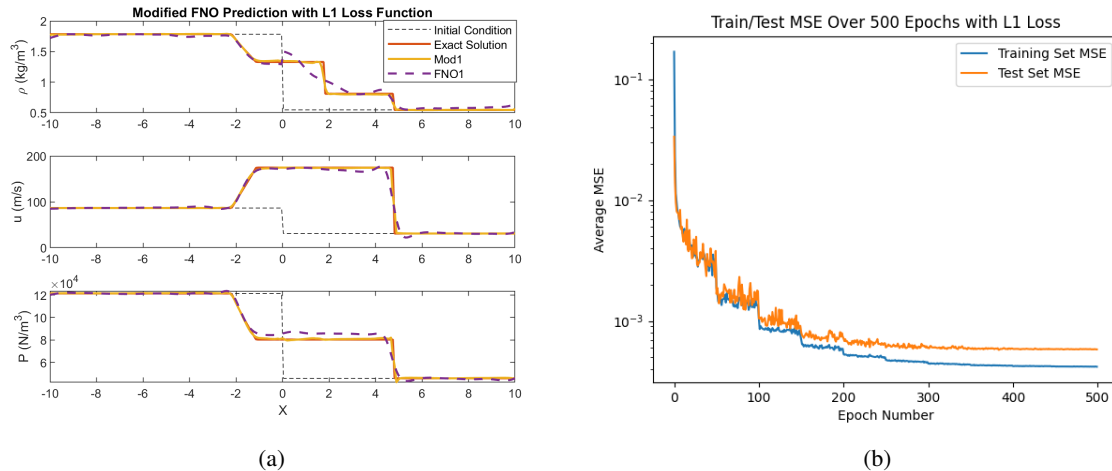 Modified FNO Prediction with L1 Loss Function
2
1.5
1
0.5
ρ (kg/m³)
Initial Condition
Exact Solution
Mod1
FNO1
-10 -8 -6 -4 -2 0 2 4 6 8 10
200
100
0
u (m/s)
-10 -8 -6 -4 -2 0 2 4 6 8 10
× 10⁴
12
10
8
6
P (N/m³)
-10 -8 -6 -4 -2 0 2 4 6 8 10
X
(a)
Train/Test MSE Over 500 Epochs with L1 Loss
Training Set MSE
Test Set MSE
10⁻¹
10⁻²
10⁻³
Average MSE
0 100 200 300 400 500
Epoch Number
(b)